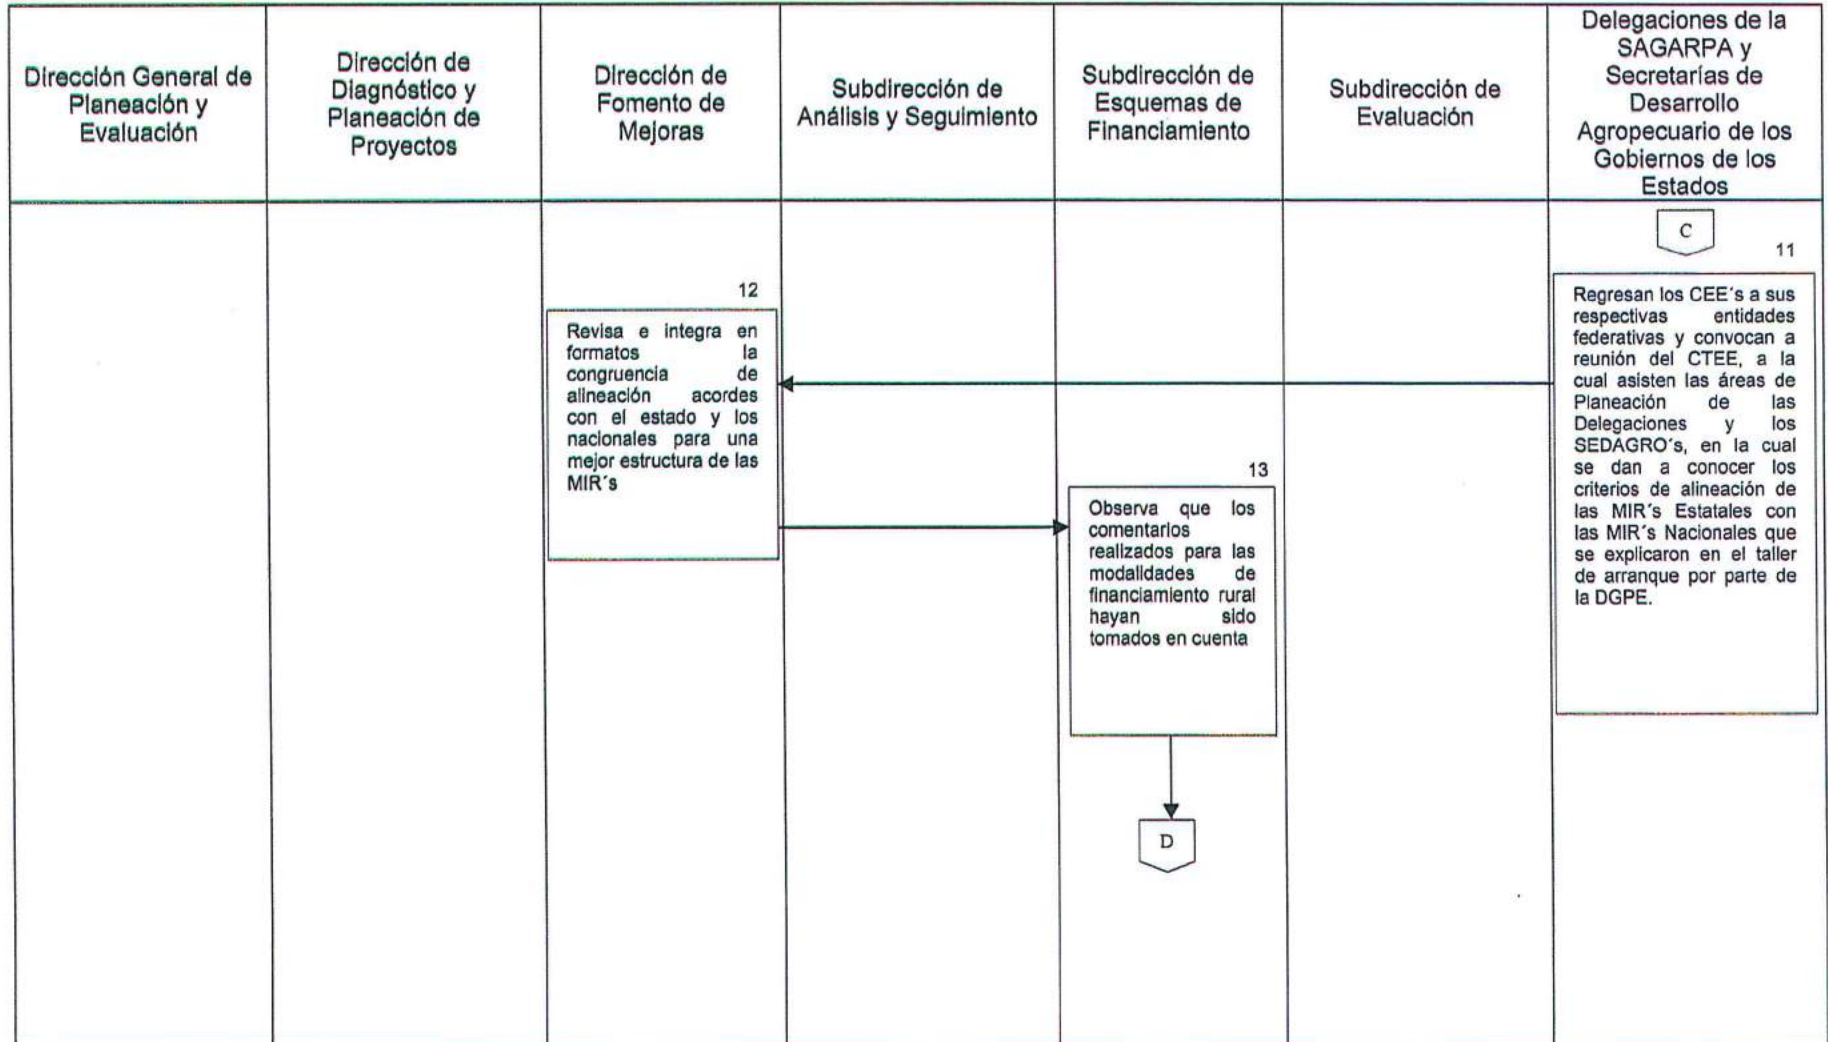 Dirección General de
Planeación y
Evaluación
Dirección de
Diagnóstico y
Planeación de
Proyectos
Dirección de
Fomento de
Mejoras
Subdirección de
Análisis y Seguimiento
Subdirección de
Esquemas de
Financiamiento
Subdirección de
Evaluación
Delegaciones de la
SAGARPA y
Secretarías de
Desarrollo
Agropecuario de los
Gobiernos de los
Estados
C
11
Regresan los CEE´s a sus
respectivas entidades
federativas y convocan a
reunión del CTEE, a la
cual asisten las áreas de
Planeación de las
Delegaciones y los
SEDAGRO´s, en la cual
se dan a conocer los
criterios de alineación de
las MIR´s Estatales con
las MIR´s Nacionales que
se explicaron en el taller
de arranque por parte de
la DGPE.
12
Revisa e integra en
formatos la
congruencia de
alineación acordes
con el estado y los
nacionales para una
mejor estructura de las
MIR´s
13
Observa que los
comentarios
realizados para las
modalidades de
financiamiento rural
hayan sido
tomados en cuenta
D